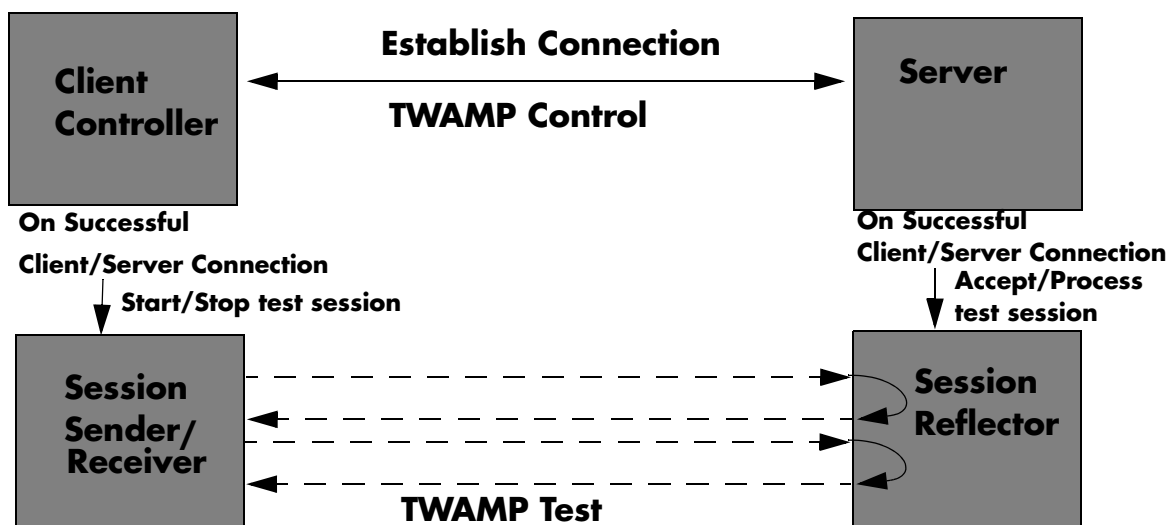 Establish Connection
Client
Controller
Server
TWAMP Control
On Successful
Client/Server Connection
Start/Stop test session
On Successful
Client/Server Connection
Accept/Process
test session
Session
Sender/
Receiver
Session
Reflector
TWAMP Test